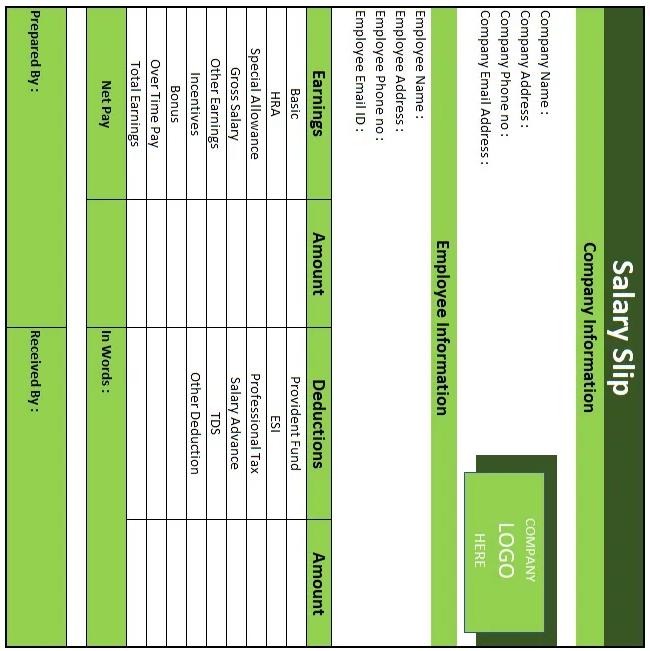 Salary Slip
Company Information
Company Name :
Company Address :
Company Phone no :
Company Email Address :
COMPANY
LOGO
HERE
Employee Information
Employee Name :
Employee Address :
Employee Phone no :
Employee Email ID :
Earnings Amount Deductions Amount
Basic Provident Fund
HRA ESI
Special Allowance Professional Tax
Gross Salary Salary Advance
Other Earnings TDS
Incentives Other Deduction
Bonus
Over Time Pay
Total Earnings
Net Pay In Words :
Prepared By : Received By :